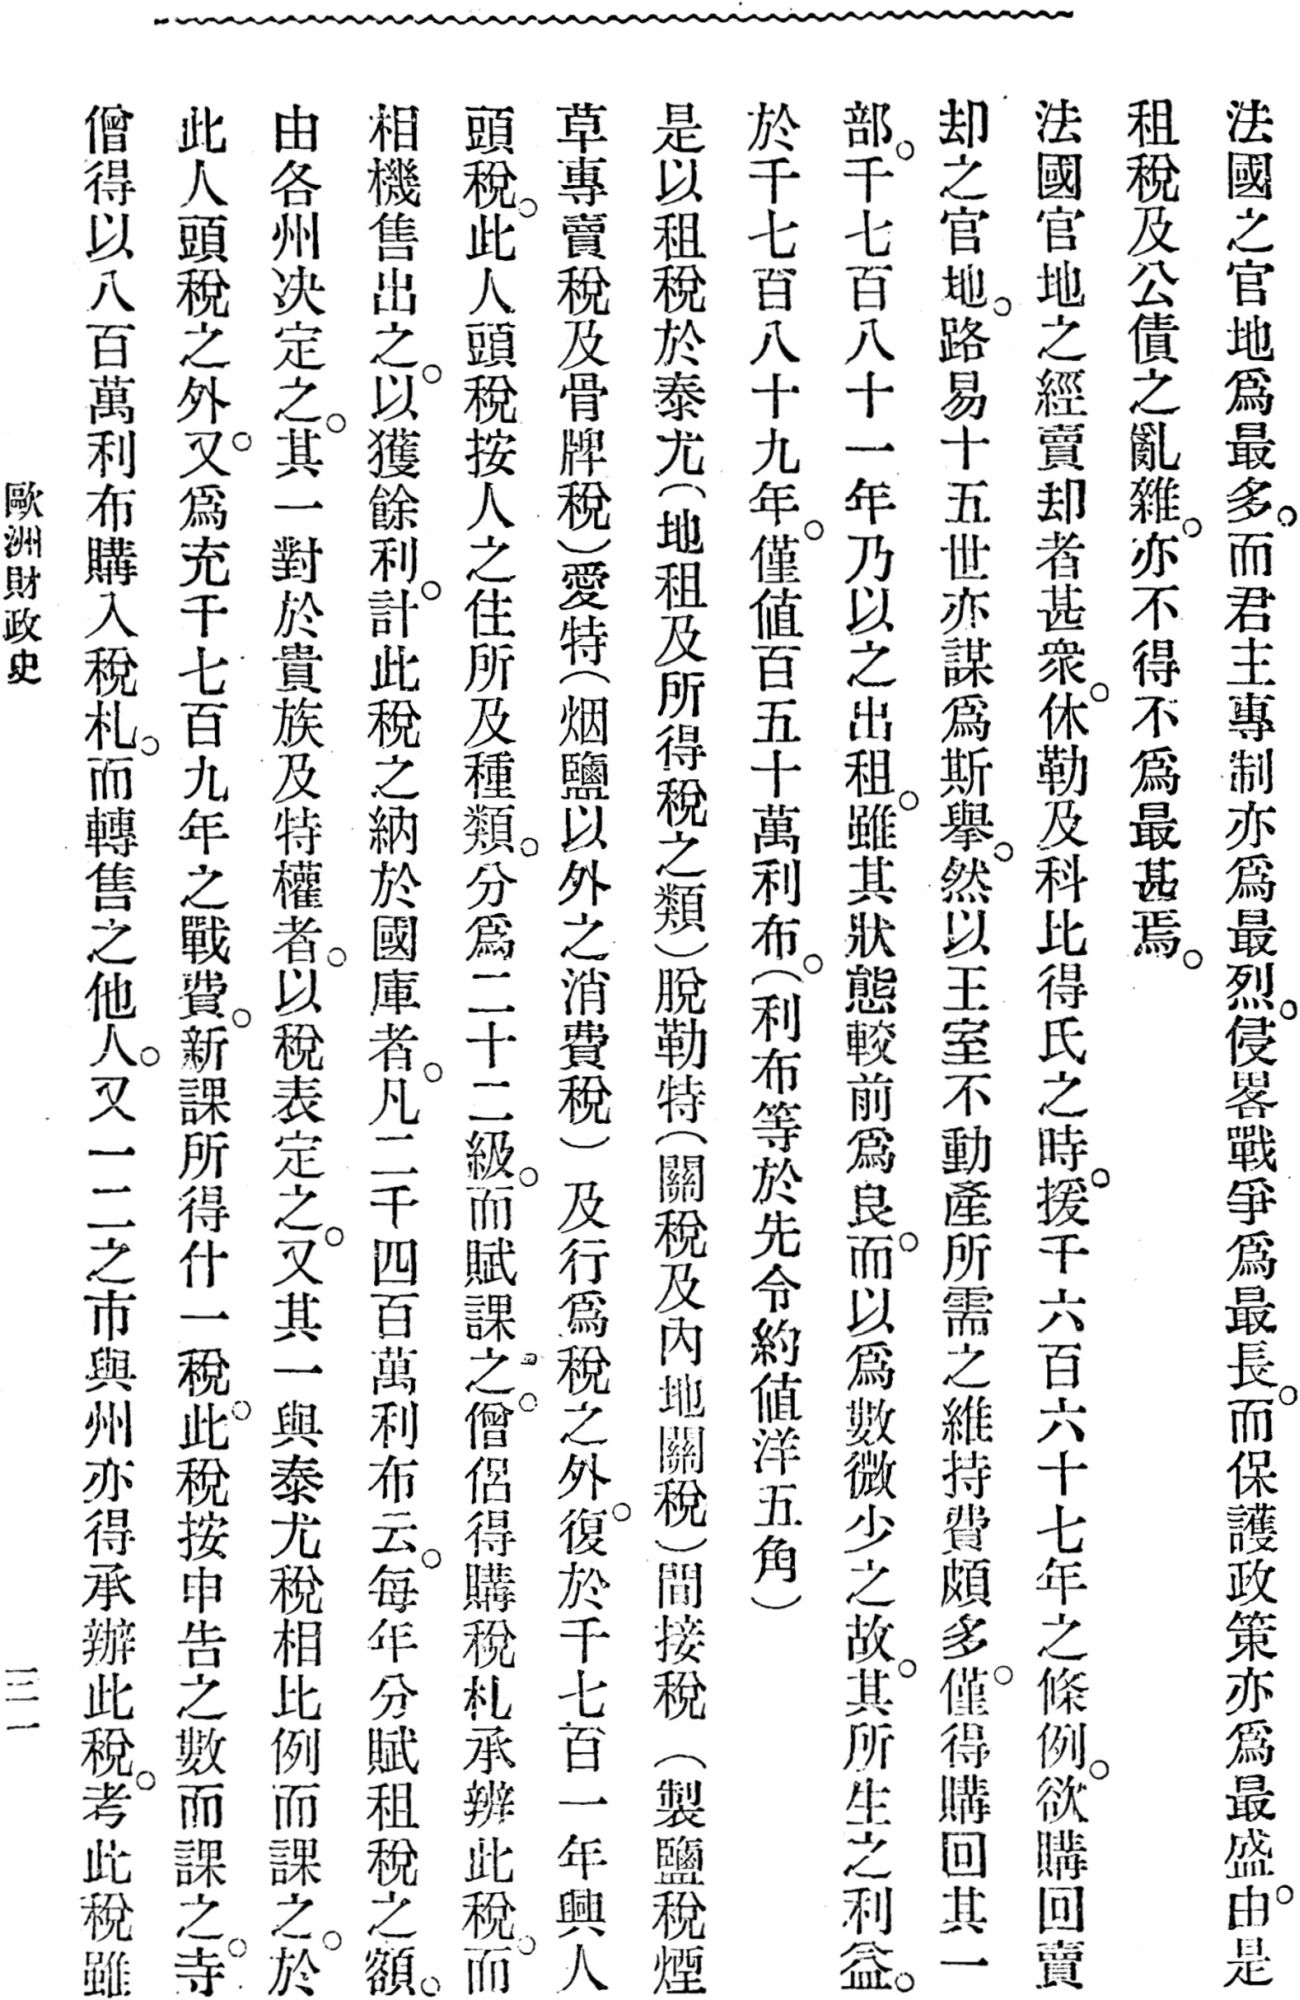 法國之官地爲最多。而君主專制亦爲最烈。侵畧戰爭爲最長。而保護政策亦爲最盛。由是
租稅及公債之亂雜。亦不得不爲最甚焉。
法國官地之經賣却者甚衆。休勒及科比得氏之時。援千六百六十七年之條例。欲購回賣
却之官地。路易十五世亦謀爲斯擧。然以王室不動產所需之維持費頗多。僅得購回其一
部。千七百八十一年乃以之出租。雖其狀態較前爲良。而以爲數微少之故。其所生之利益。
於千七百八十九年。僅値百五十萬利布。(利布等於先令約値洋五角)
是以租稅於泰尤(地租及所得稅之類)脫勒特(關稅及內地關稅)間接稅(製鹽稅煙
草專賣稅及骨牌稅)愛特(烟鹽以外之消費稅)及行爲稅之外。復於千七百一年興人
頭稅。此人頭稅按人之住所及種類。分爲二十二級。而賦課之。僧侶得購稅札承辦此稅。而
相機售出之。以獲餘利。計此稅之納於國庫者。凡二千四百萬利布云。每年分賦租稅之額。
由各州决定之。其一對於貴族及特權者。以稅表定之。又其一與泰尤稅相比例而課之。於
此人頭稅之外。又爲充千七百九年之戰費。新課所得什一稅。此稅按申告之數而課之。寺
僧得以八百萬利布購入稅札。而轉售之他人。又一二之市與州亦得承辦此稅。考此稅雖
歐洲財政史
三一